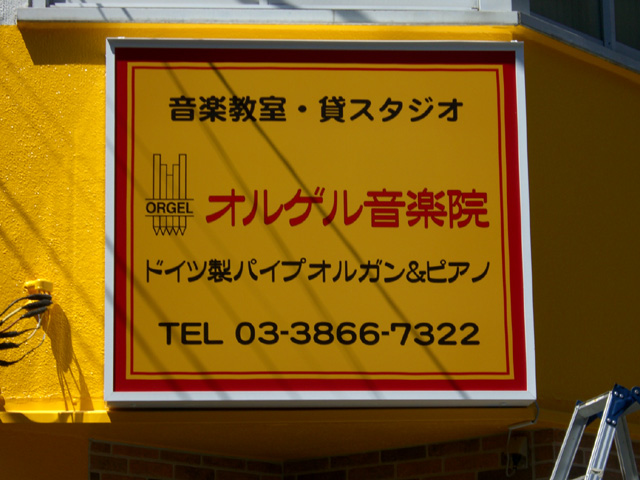 音楽教室・貸スタジオ
ORGEL
オルゲル音楽院
ドイツ製パイプオルガン&ピアノ
TEL 03-3866-7322